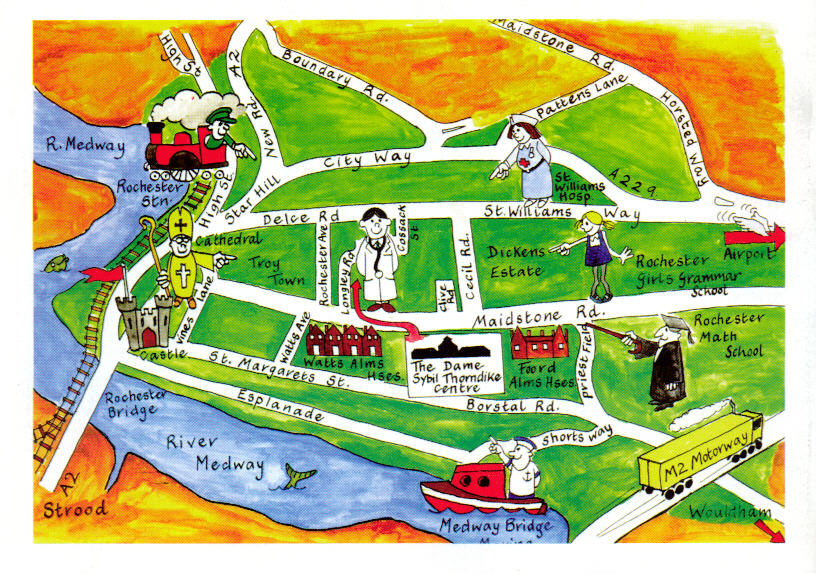 Maidstone Rd.
High St
A2
Boundary Rd.
Pattens Lane
Horsted Way
R. Medway
New Rd.
City Way
A229
Rochester
Stn.
High St.
Star Hill
St
Williams
Hosp.
Delce Rd
St. Williams Way
Cathedral
Troy
Town
Rochester Ave
Longley Rd
Cossack
St
Cecil Rd.
Clive
Rd
Dickens
Estate
Rochester
Girls Grammar
School
Airport
Vines Lane
Castle
Watts Ave
Maidstone Rd.
Watts Alms
Hses.
St. Margarets St.
The Dame
Sybil Thorndike
Centre
Foord
Alms Hses.
priest fields
Rochester
Math
School
Rochester
Bridge
Esplanade
Borstal Rd.
shorts way
River
Medway
M2 Motorway
A2
Strood
Medway Bridge
Wouldham